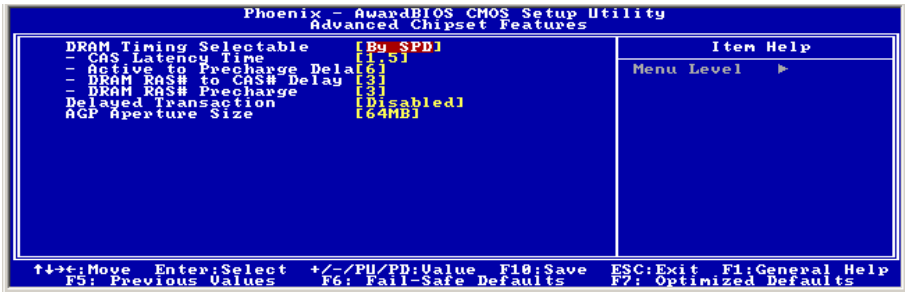 Phoenix - AwardBIOS CMOS Setup Utility
Advanced Chipset Features
DRAM Timing Selectable [By SPD]
- CAS Latency Time [1.5]
- Active to Precharge Dela[6]
- DRAM RAS# to CAS# Delay [3]
- DRAM RAS# Precharge [3]
Delayed Transaction [Disabled]
AGP Aperture Size [64MB]
Item Help
Menu Level ►
↑↓→←:Move Enter:Select +/-/PU/PD:Value F10:Save ESC:Exit F1:General Help
F5: Previous Values F6: Fail-Safe Defaults F7: Optimized Defaults